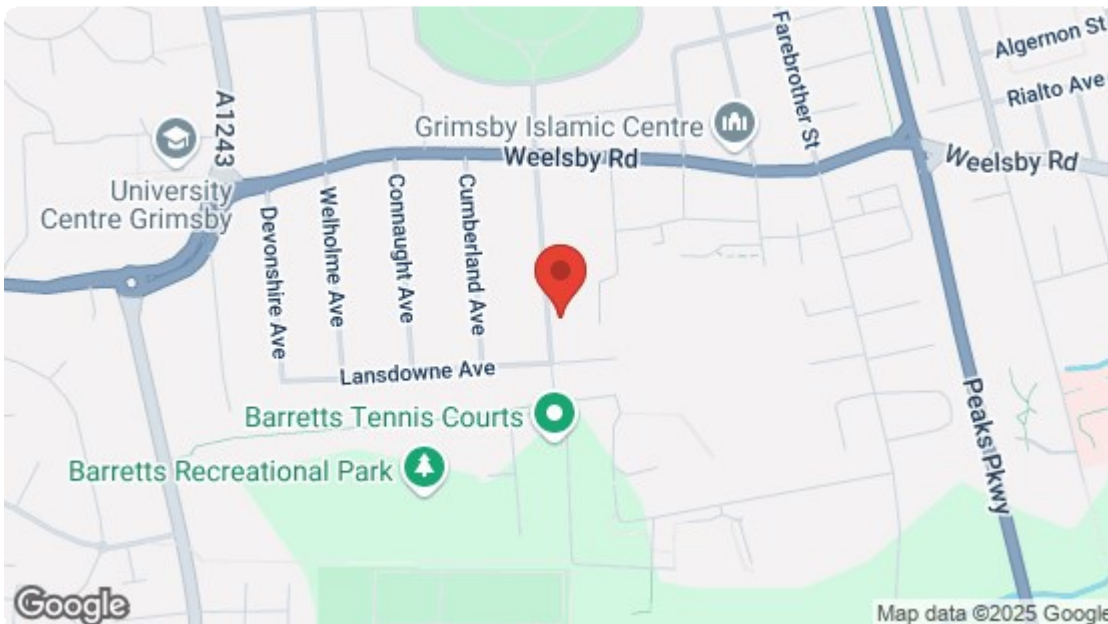 Algernon St
Farebrother St
Rialto Ave
A1243
Grimsby Islamic Centre
Weelsby Rd
Weelsby Rd
University
Centre Grimsby
Devonshire Ave
Welholme Ave
Connaught Ave
Cumberland Ave
Lansdowne Ave
Barretts Tennis Courts
Peaks Pkwy
Barretts Recreational Park
Google
Map data ©2025 Google